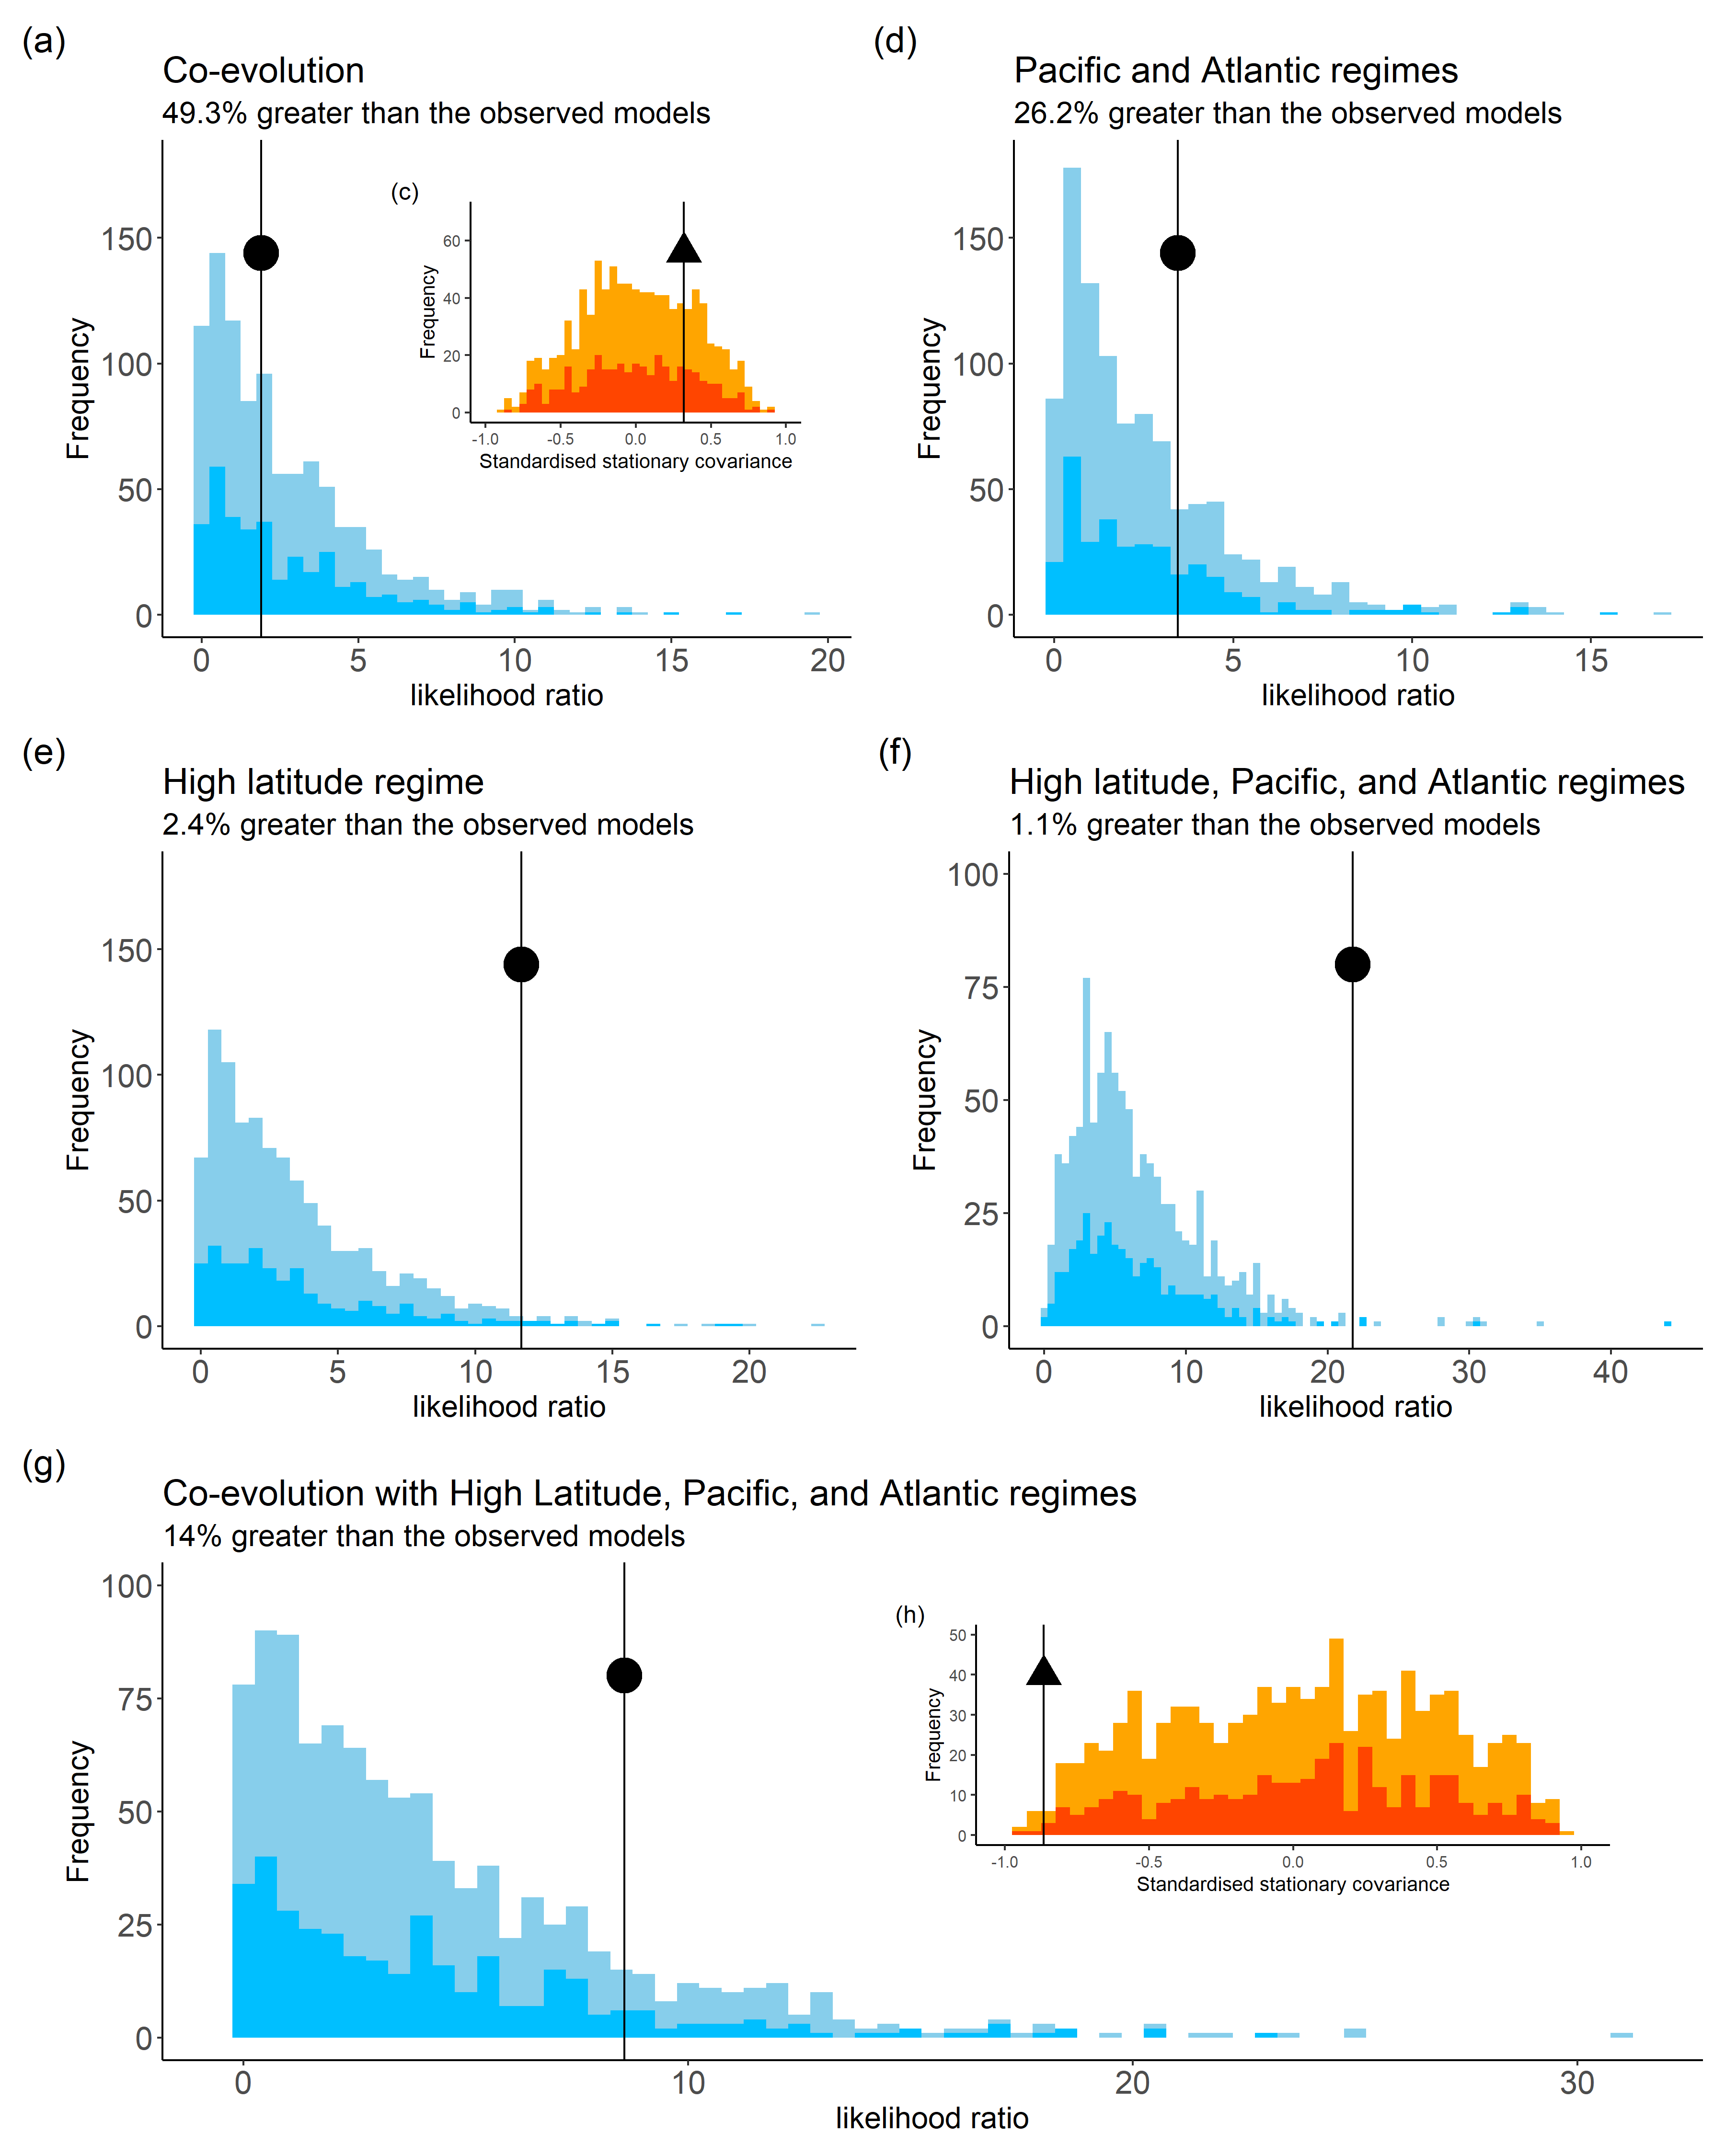 (a)
Co-evolution
49.3% greater than the observed models
Frequency
150
100
50
0
0 5 10 15 20
likelihood ratio
(c)
Frequency
60
40
20
0
-1.0 -0.5 0.0 0.5 1.0
Standardised stationary covariance
(d)
Pacific and Atlantic regimes
26.2% greater than the observed models
Frequency
150
100
50
0
0 5 10 15
likelihood ratio
(e)
High latitude regime
2.4% greater than the observed models
Frequency
150
100
50
0
0 5 10 15 20
likelihood ratio
(f)
High latitude, Pacific, and Atlantic regimes
1.1% greater than the observed models
Frequency
100
75
50
25
0
0 10 20 30 40
likelihood ratio
(g)
Co-evolution with High Latitude, Pacific, and Atlantic regimes
14% greater than the observed models
Frequency
100
75
50
25
0
0 10 20 30
likelihood ratio
(h)
Frequency
50
40
30
20
10
0
-1.0 -0.5 0.0 0.5 1.0
Standardised stationary covariance